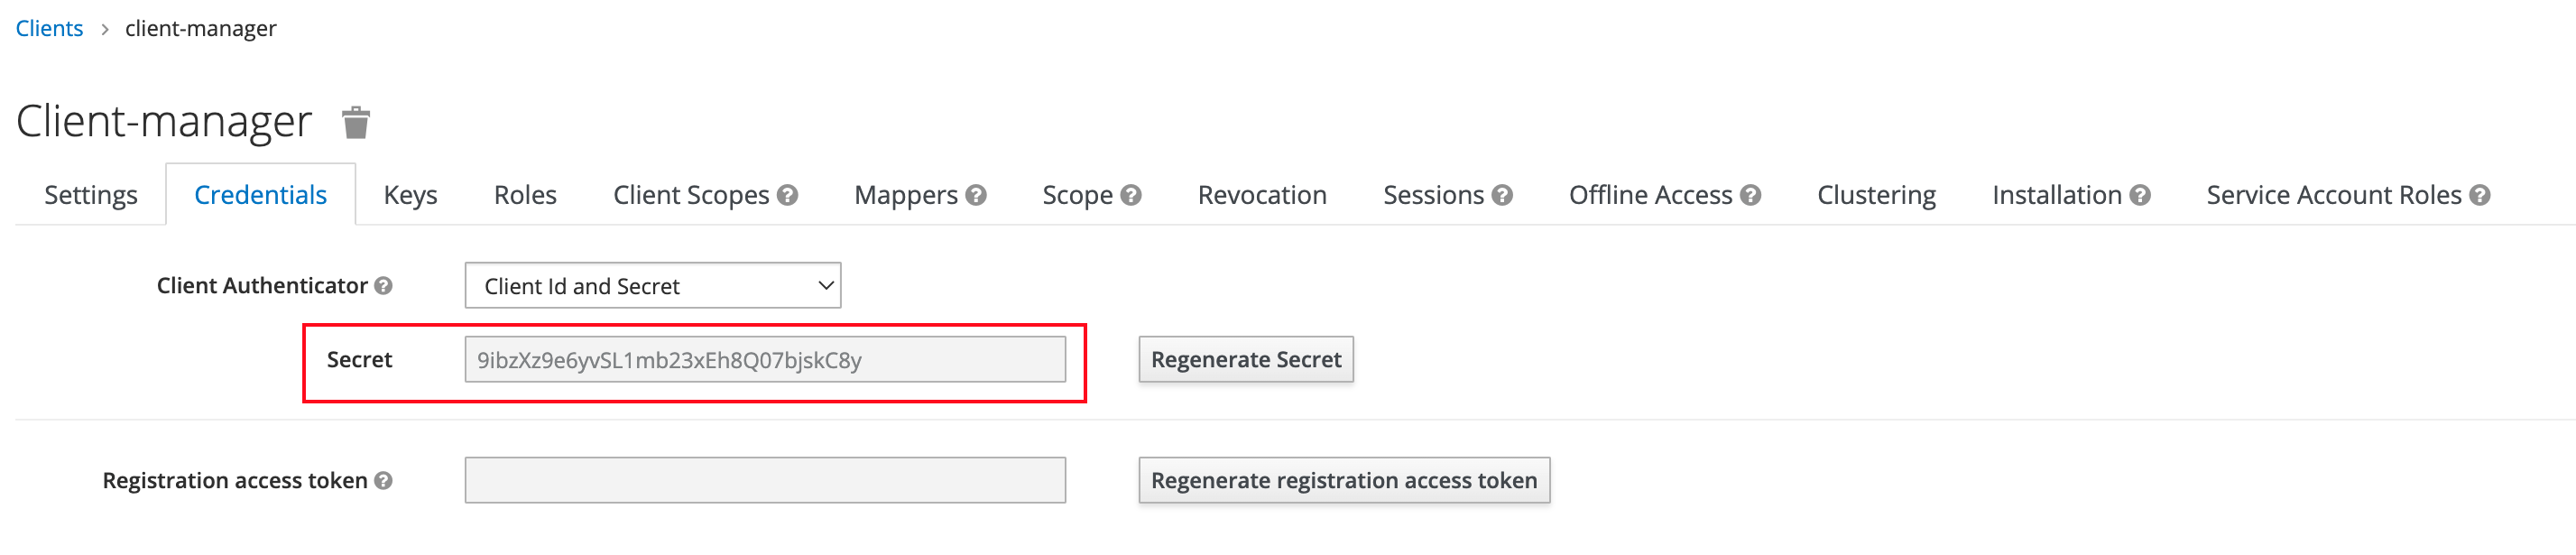 Clients > client-manager
Client-manager
Settings Credentials Keys Roles Client Scopes Mappers Scope Revocation Sessions Offline Access Clustering Installation Service Account Roles
Client Authenticator Client Id and Secret
Secret 9ibzXz9e6yvSL1mb23xEh8Q07bjskC8y Regenerate Secret
Registration access token Regenerate registration access token